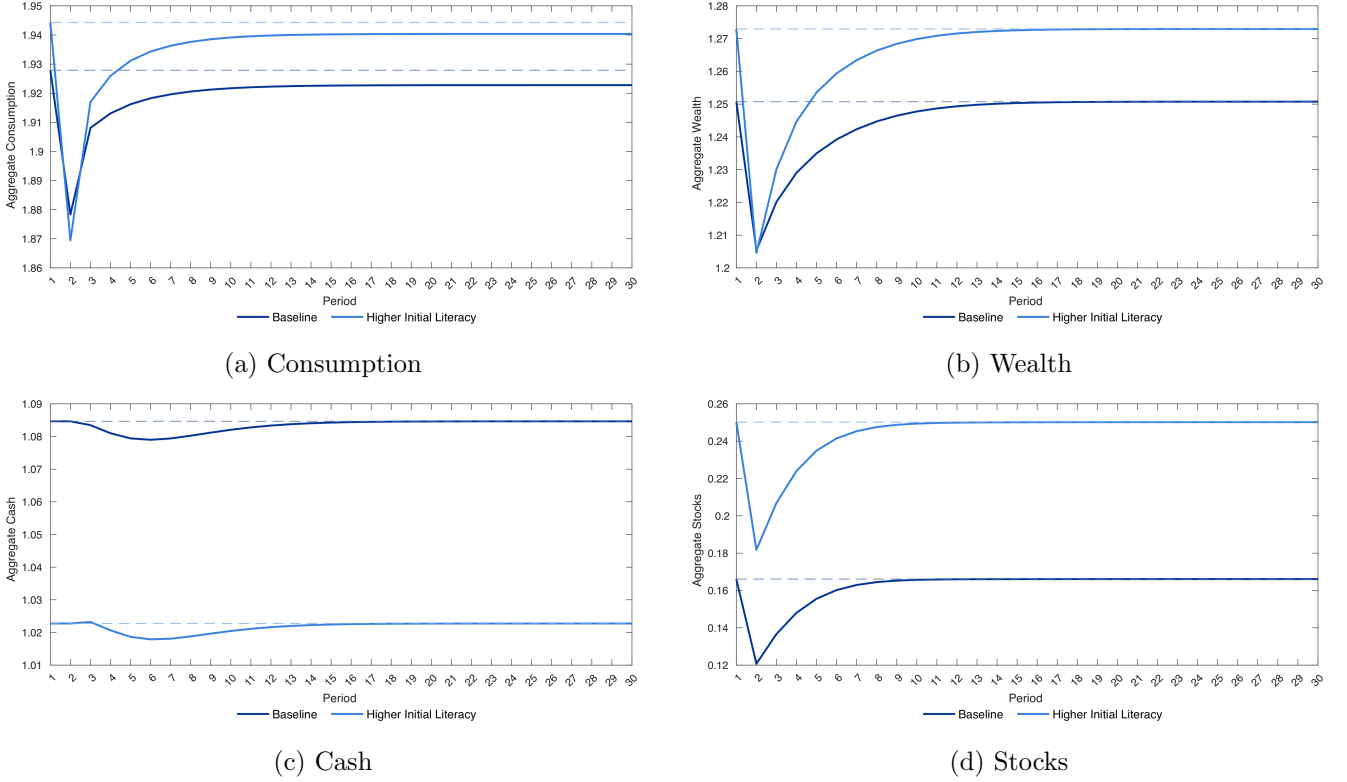 Aggregate Consumption
1.95
1.94
1.93
1.92
1.91
1.9
1.89
1.88
1.87
1.86
1 2 3 4 5 6 7 8 9 10 11 12 13 14 15 16 17 18 19 20 21 22 23 24 25 26 27 28 29 30
Period
Baseline Higher Initial Literacy
(a) Consumption
Aggregate Wealth
1.28
1.27
1.26
1.25
1.24
1.23
1.22
1.21
1.2
1 2 3 4 5 6 7 8 9 10 11 12 13 14 15 16 17 18 19 20 21 22 23 24 25 26 27 28 29 30
Period
Baseline Higher Initial Literacy
(b) Wealth
Aggregate Cash
1.09
1.08
1.07
1.06
1.05
1.04
1.03
1.02
1.01
1 2 3 4 5 6 7 8 9 10 11 12 13 14 15 16 17 18 19 20 21 22 23 24 25 26 27 28 29 30
Period
Baseline Higher Initial Literacy
(c) Cash
Aggregate Stocks
0.26
0.24
0.22
0.2
0.18
0.16
0.14
0.12
1 2 3 4 5 6 7 8 9 10 11 12 13 14 15 16 17 18 19 20 21 22 23 24 25 26 27 28 29 30
Period
Baseline Higher Initial Literacy
(d) Stocks